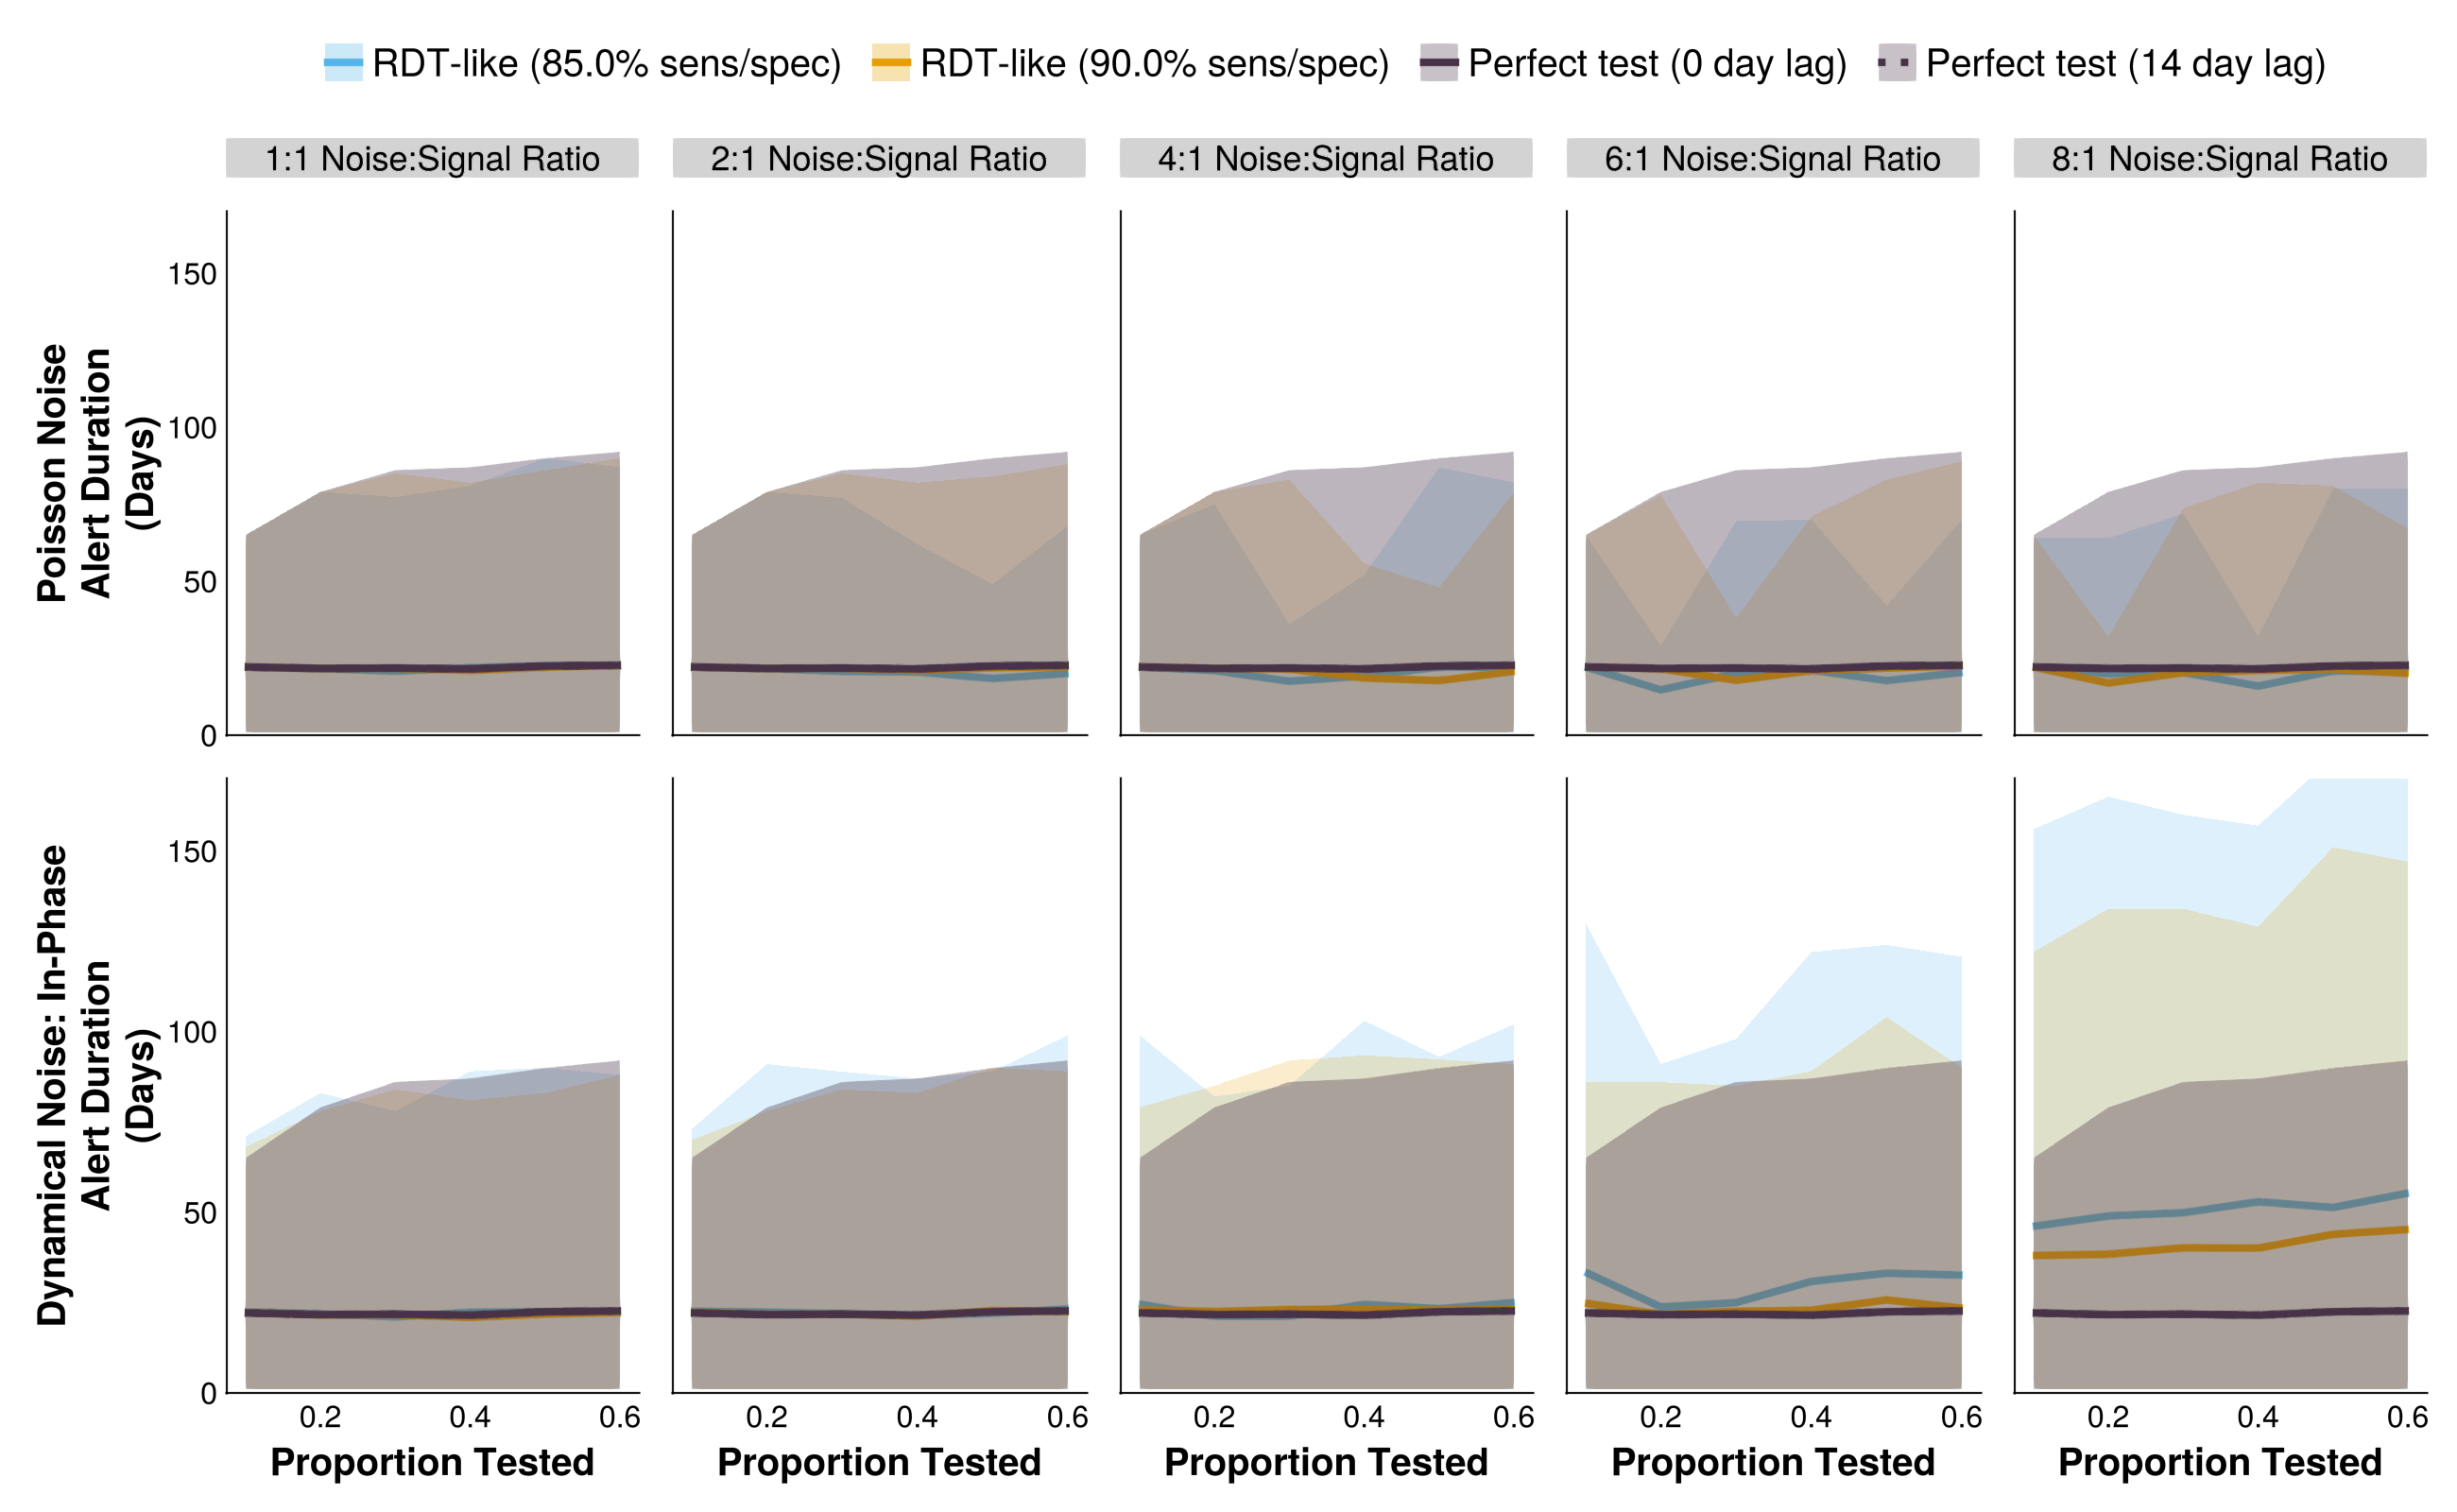 RDT-like (85.0% sens/spec) RDT-like (90.0% sens/spec) Perfect test (0 day lag) Perfect test (14 day lag)
1:1 Noise:Signal Ratio 2:1 Noise:Signal Ratio 4:1 Noise:Signal Ratio 6:1 Noise:Signal Ratio 8:1 Noise:Signal Ratio
Poisson Noise
Alert Duration
(Days)
150
100
50
0
Dynamical Noise: In-Phase
Alert Duration
(Days)
150
100
50
0
0.2 0.4 0.6 0.2 0.4 0.6 0.2 0.4 0.6 0.2 0.4 0.6 0.2 0.4 0.6
Proportion Tested Proportion Tested Proportion Tested Proportion Tested Proportion Tested